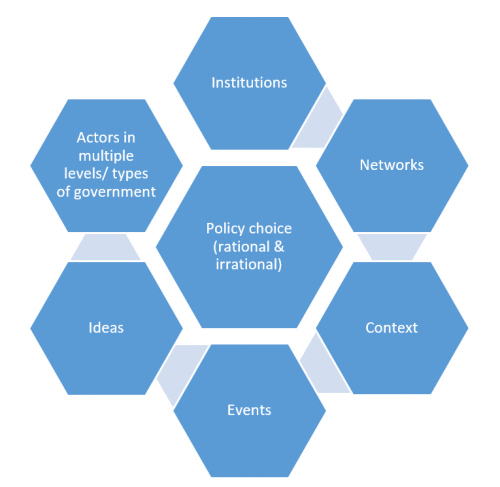 Institutions
Actors in
multiple
levels/ types
of government
Networks
Policy choice
(rational &
irrational)
Ideas
Context
Events